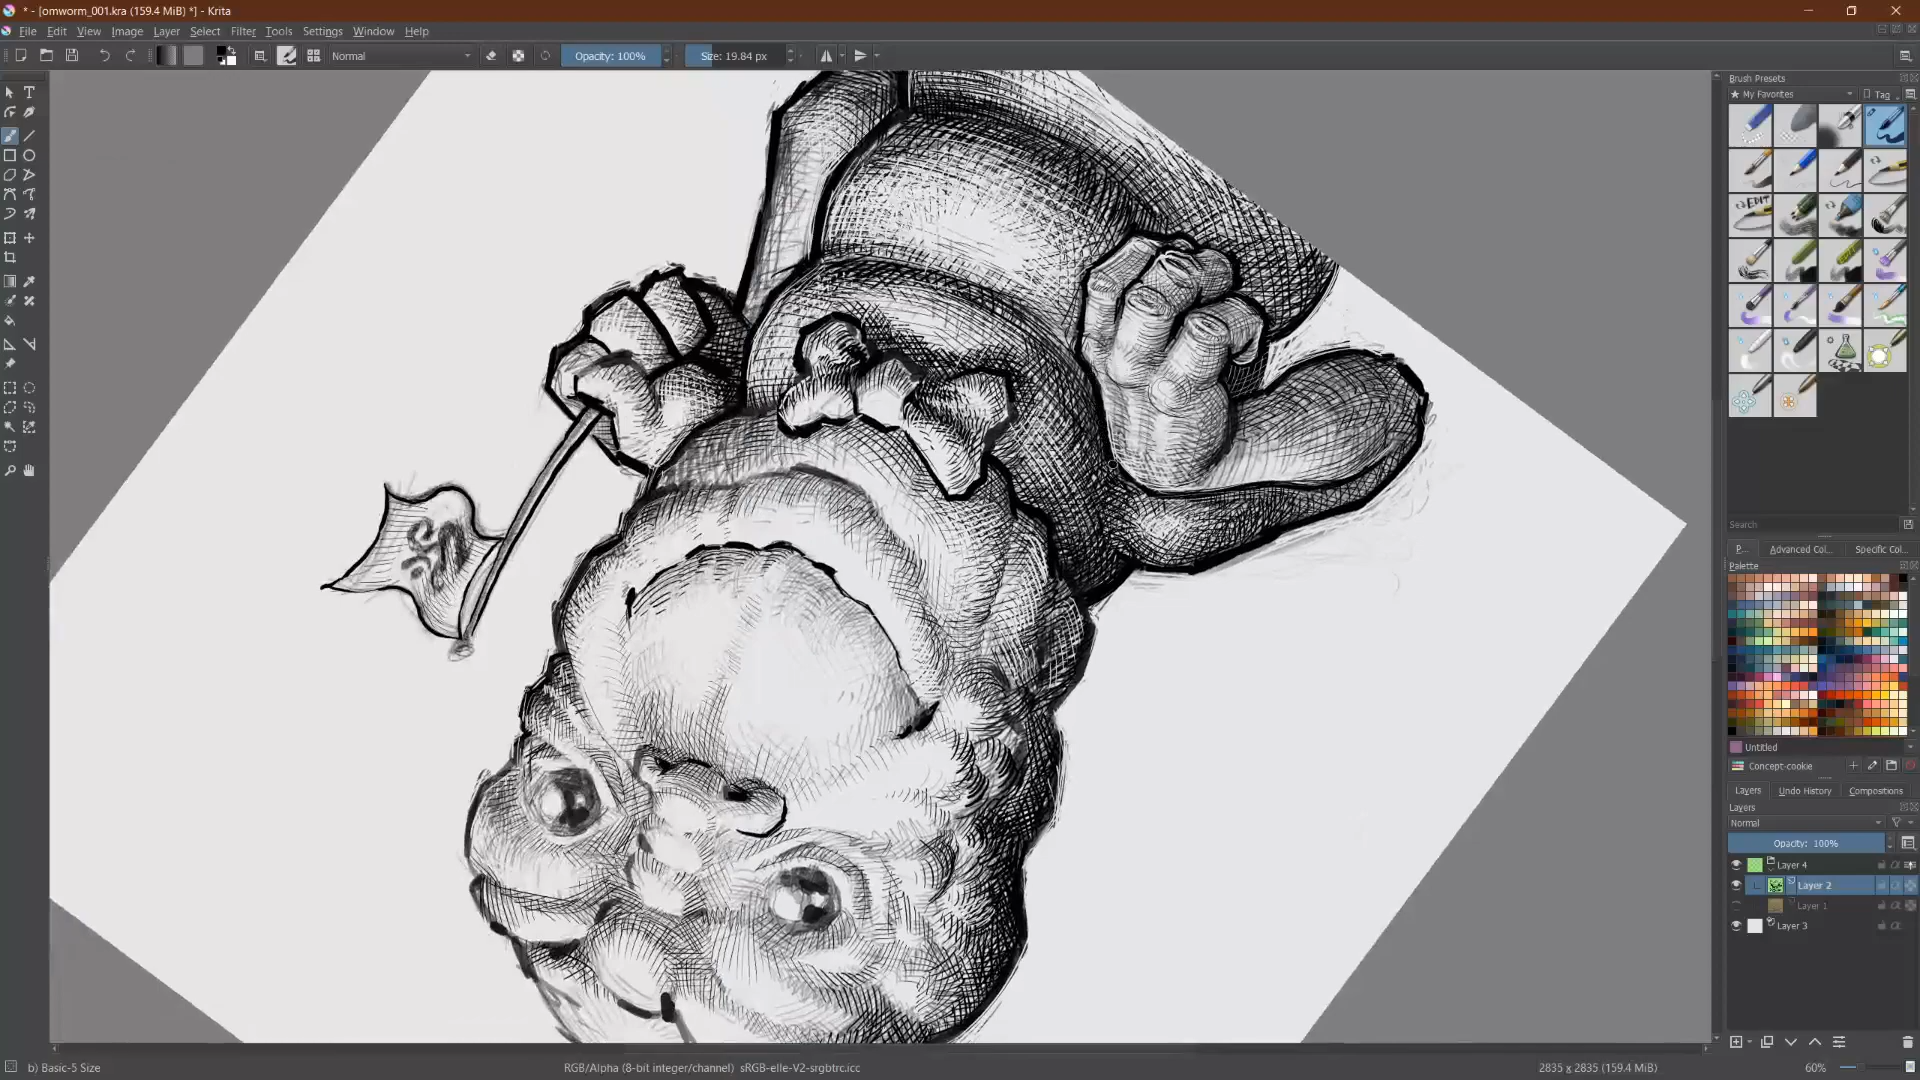 * - [omworm_001.kra (159.4 MiB) *] - Krita
File Edit View Image Layer Select Filter Tools Settings Window Help
Normal Opacity: 100% Size: 19.84 px
Brush Presets
My Favorites Tag
EDIT
Search
P... Advanced Col... Specific Col...
Palette
Untitled
Concept-cookie
Layers Undo History Compositions
Layers
Normal
Opacity: 100%
Layer 4
Layer 2
Layer 1
Layer 3
b) Basic-5 Size RGB/Alpha (8-bit integer/channel) sRGB-elle-V2-srgbtrc.icc 2835 x 2835 (159.4 MiB) 60%